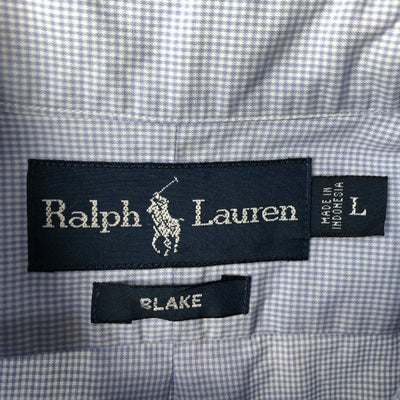 Ralph Lauren
MADE IN
INDONESIA
L
BLAKE